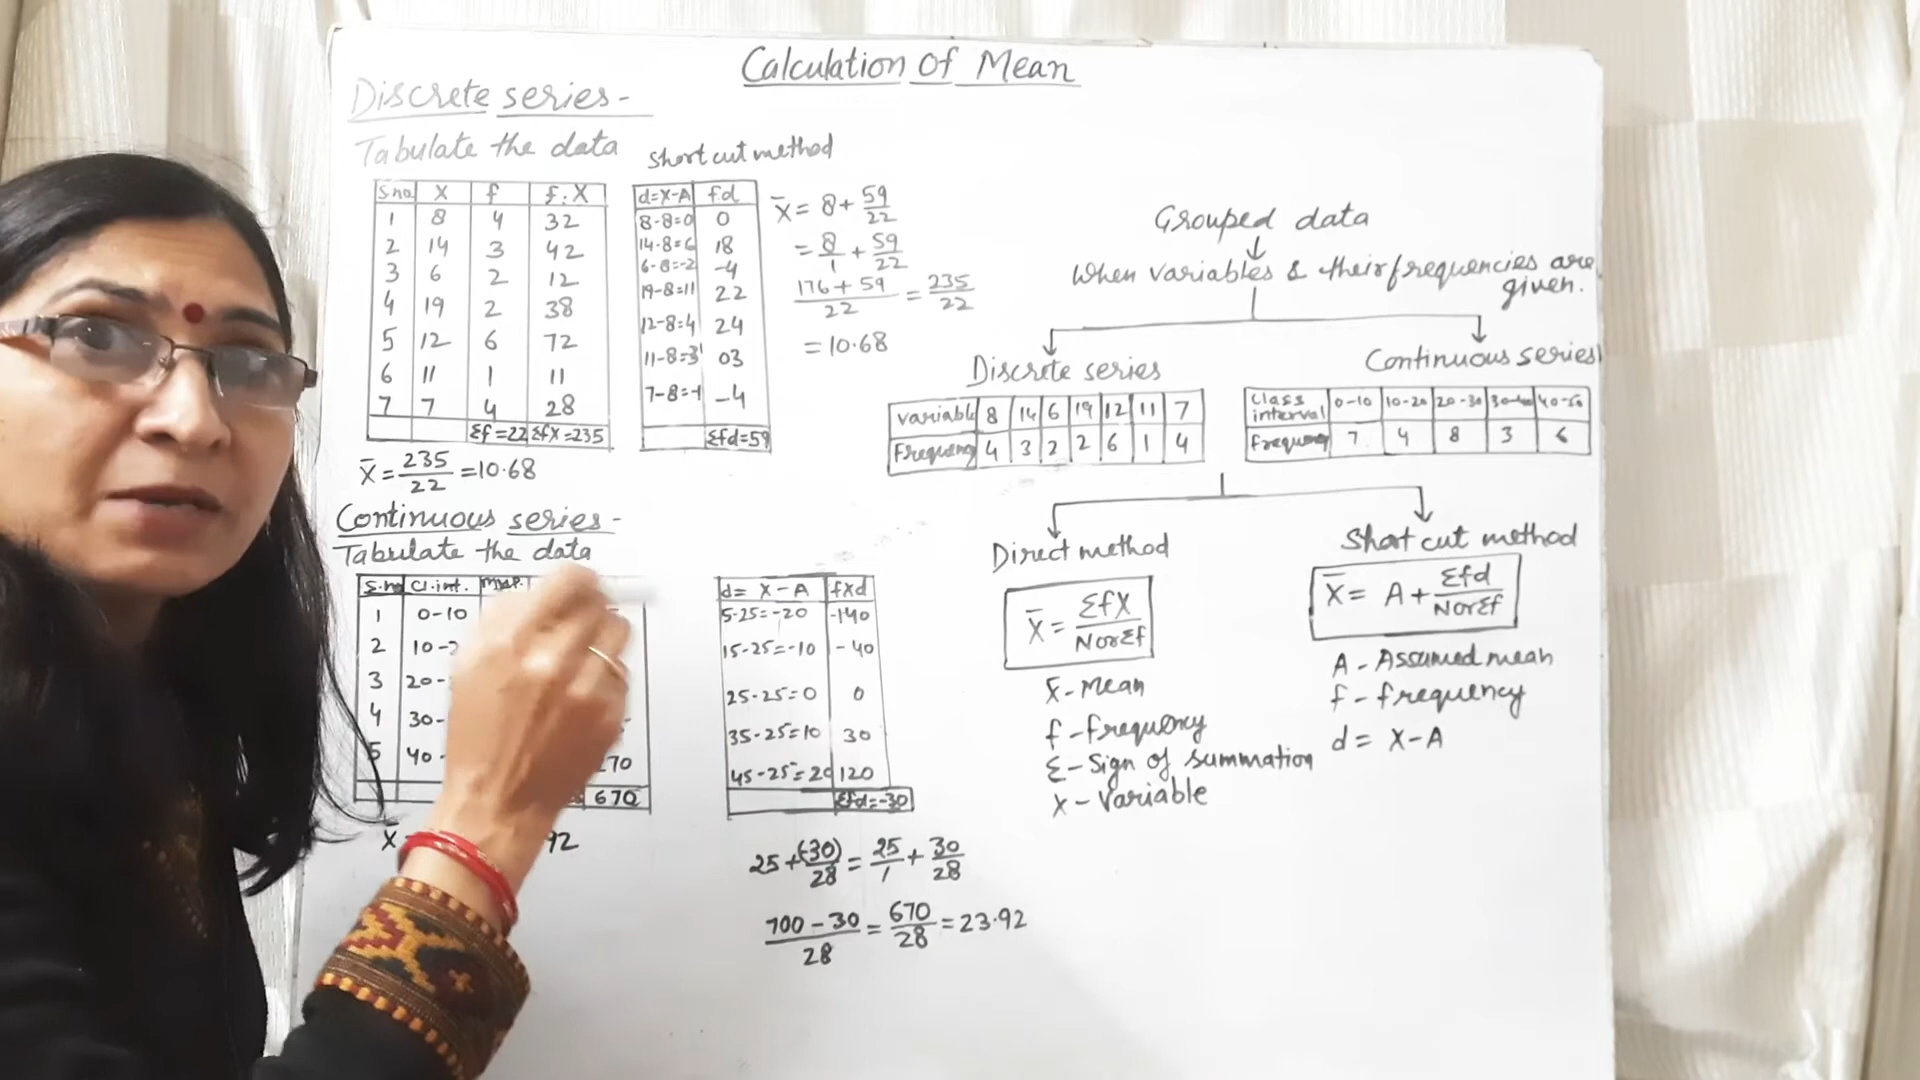 Calculation Of Mean
Discrete series -
Tabulate the data
S.no X f f.X
1 8 4 32
2 14 3 42
3 6 2 12
4 19 2 38
5 12 6 72
6 11 1 11
7 7 4 28
Σf=22 Σfx=235
X̄ = 235/22 = 10.68
Short cut method
d=X-A fd
8-8=0 0
14-8=6 18
6-8=-2 -4
19-8=11 22
12-8=4 24
11-8=3 03
7-8=-1 -4
Σfd=59
X̄ = 8+ 59/22
= 8/1 + 59/22
176+59/22 = 235/22
= 10.68
Continuous series -
Tabulate the data
S.no Cl.int.
1 0-10
2 10-2
3 20-
4 30-
5 40- 70
670
X̄ 92
d= X-A fxd
5-25=-20 -140
15-25=-10 -40
25-25=0 0
35-25=10 30
45-25=20 120
Σfd=-30
25+(-30)/28 = 25/1 + 30/28
700-30/28 = 670/28 = 23.92
Grouped data
↓
When variables & their frequencies are
given.
Discrete series
variable 8 14 6 19 12 11 7
Frequency 4 3 2 2 6 1 4
Continuous series
Class interval 0-10 10-20 20-30 30-40 40-50
frequency 7 4 8 3 6
Direct method
X̄ = ΣfX/N or Σf
X̄ - Mean
f - frequency
Σ - Sign of summation
X - Variable
Short cut method
X̄ = A + Σfd/N or Σf
A - Assumed mean
f - frequency
d = X-A